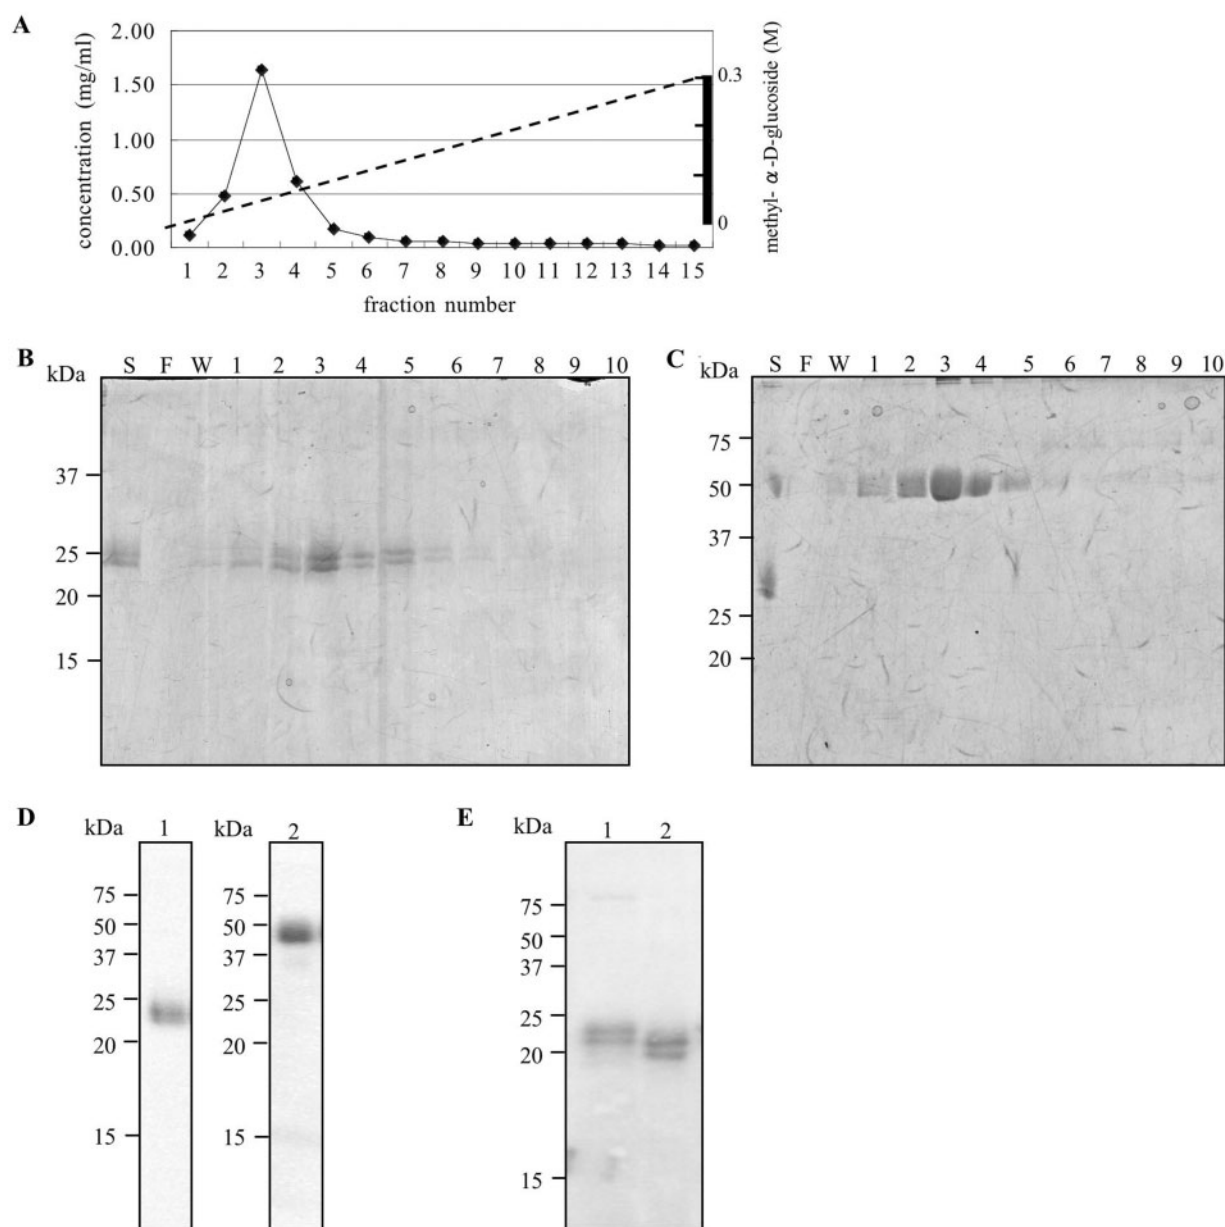 A
concentration (mg/ml)
2.00
1.50
1.00
0.50
0.00
1 2 3 4 5 6 7 8 9 10 11 12 13 14 15
fraction number
0.3
0
methyl- α -D-glucoside (M)
B
kDa
S F W 1 2 3 4 5 6 7 8 9 10
37
25
20
15
C
kDa
S F W 1 2 3 4 5 6 7 8 9 10
75
50
37
25
20
D
kDa 1
75
50
37
25
20
15
kDa 2
75
50
37
25
20
15
E
kDa 1 2
75
50
37
25
20
15